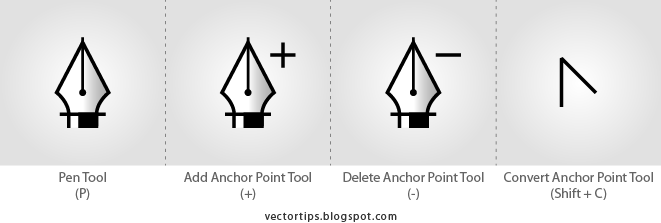 Pen Tool
(P)
Add Anchor Point Tool
(+)
Delete Anchor Point Tool
(-)
Convert Anchor Point Tool
(Shift + C)
vectortips.blogspot.com